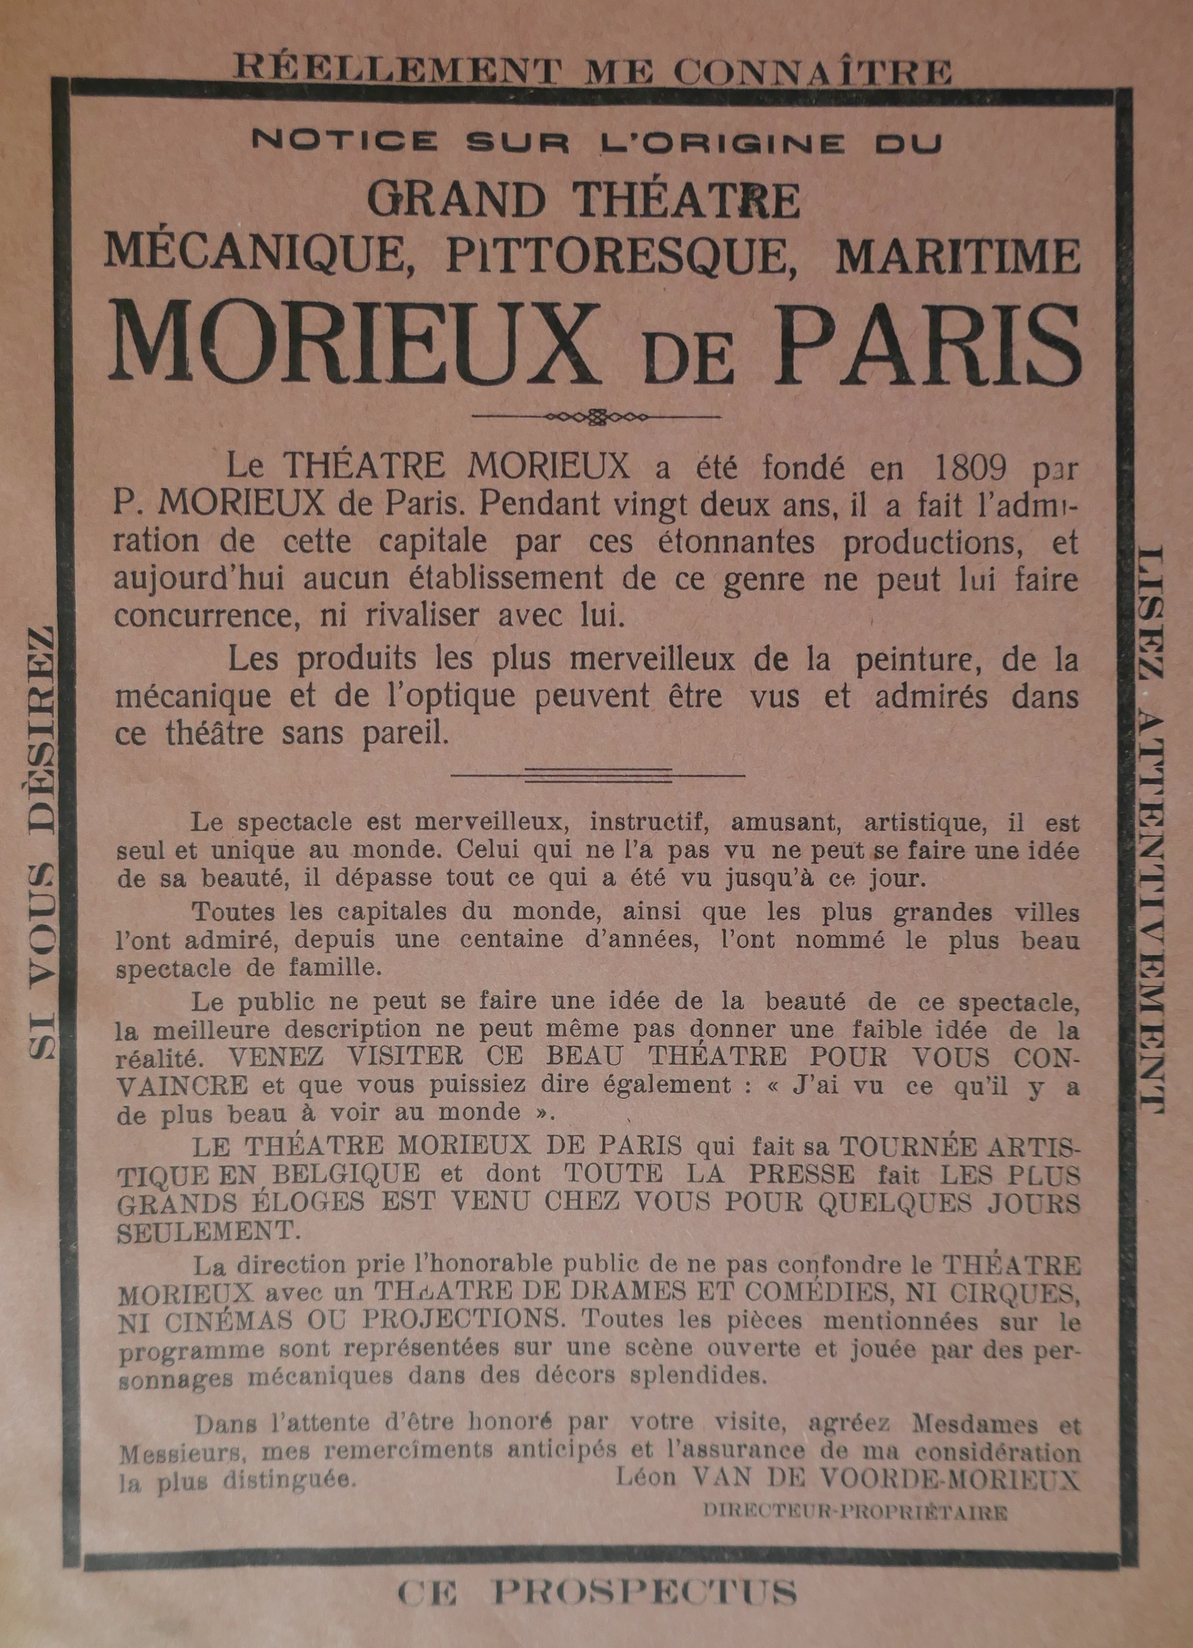 SI VOUS DÈSIREZ
RÉELLEMENT ME CONNAÎTRE
LISEZ ATTENTIVEMENT
CE PROSPECTUS
NOTICE SUR L'ORIGINE DU
GRAND THÉATRE
MÉCANIQUE, PITTORESQUE, MARITIME
MORIEUX DE PARIS
Le THÉATRE MORIEUX a été fondé en 1809 par
P. MORIEUX de Paris. Pendant vingt deux ans, il a fait l'admi-
ration de cette capitale par ces étonnantes productions, et
aujourd'hui aucun établissement de ce genre ne peut lui faire
concurrence, ni rivaliser avec lui.
Les produits les plus merveilleux de la peinture, de la
mécanique et de l'optique peuvent être vus et admirés dans
ce théâtre sans pareil.
Le spectacle est merveilleux, instructif, amusant, artistique, il est
seul et unique au monde. Celui qui ne l'a pas vu ne peut se faire une idée
de sa beauté, il dépasse tout ce qui a été vu jusqu'à ce jour.
Toutes les capitales du monde, ainsi que les plus grandes villes
l'ont admiré, depuis une centaine d'années, l'ont nommé le plus beau
spectacle de famille.
Le public ne peut se faire une idée de la beauté de ce spectacle,
la meilleure description ne peut même pas donner une faible idée de la
réalité. VENEZ VISITER CE BEAU THÉATRE POUR VOUS CON-
VAINCRE et que vous puissiez dire également : « J'ai vu ce qu'il y a
de plus beau à voir au monde ».
LE THÉATRE MORIEUX DE PARIS qui fait sa TOURNÉE ARTIS-
TIQUE EN BELGIQUE et dont TOUTE LA PRESSE fait LES PLUS
GRANDS ÉLOGES EST VENU CHEZ VOUS POUR QUELQUES JOURS
SEULEMENT.
La direction prie l'honorable public de ne pas confondre le THÉATRE
MORIEUX avec un THÉATRE DE DRAMES ET COMÉDIES, NI CIRQUES,
NI CINÉMAS OU PROJECTIONS. Toutes les pièces mentionnées sur le
programme sont représentées sur une scène ouverte et jouée par des per-
sonnages mécaniques dans des décors splendides.
Dans l'attente d'être honoré par votre visite, agréez Mesdames et
Messieurs, mes remercîments anticipés et l'assurance de ma considération
la plus distinguée. Léon VAN DE VOORDE-MORIEUX
DIRECTEUR-PROPRIÉTAIRE